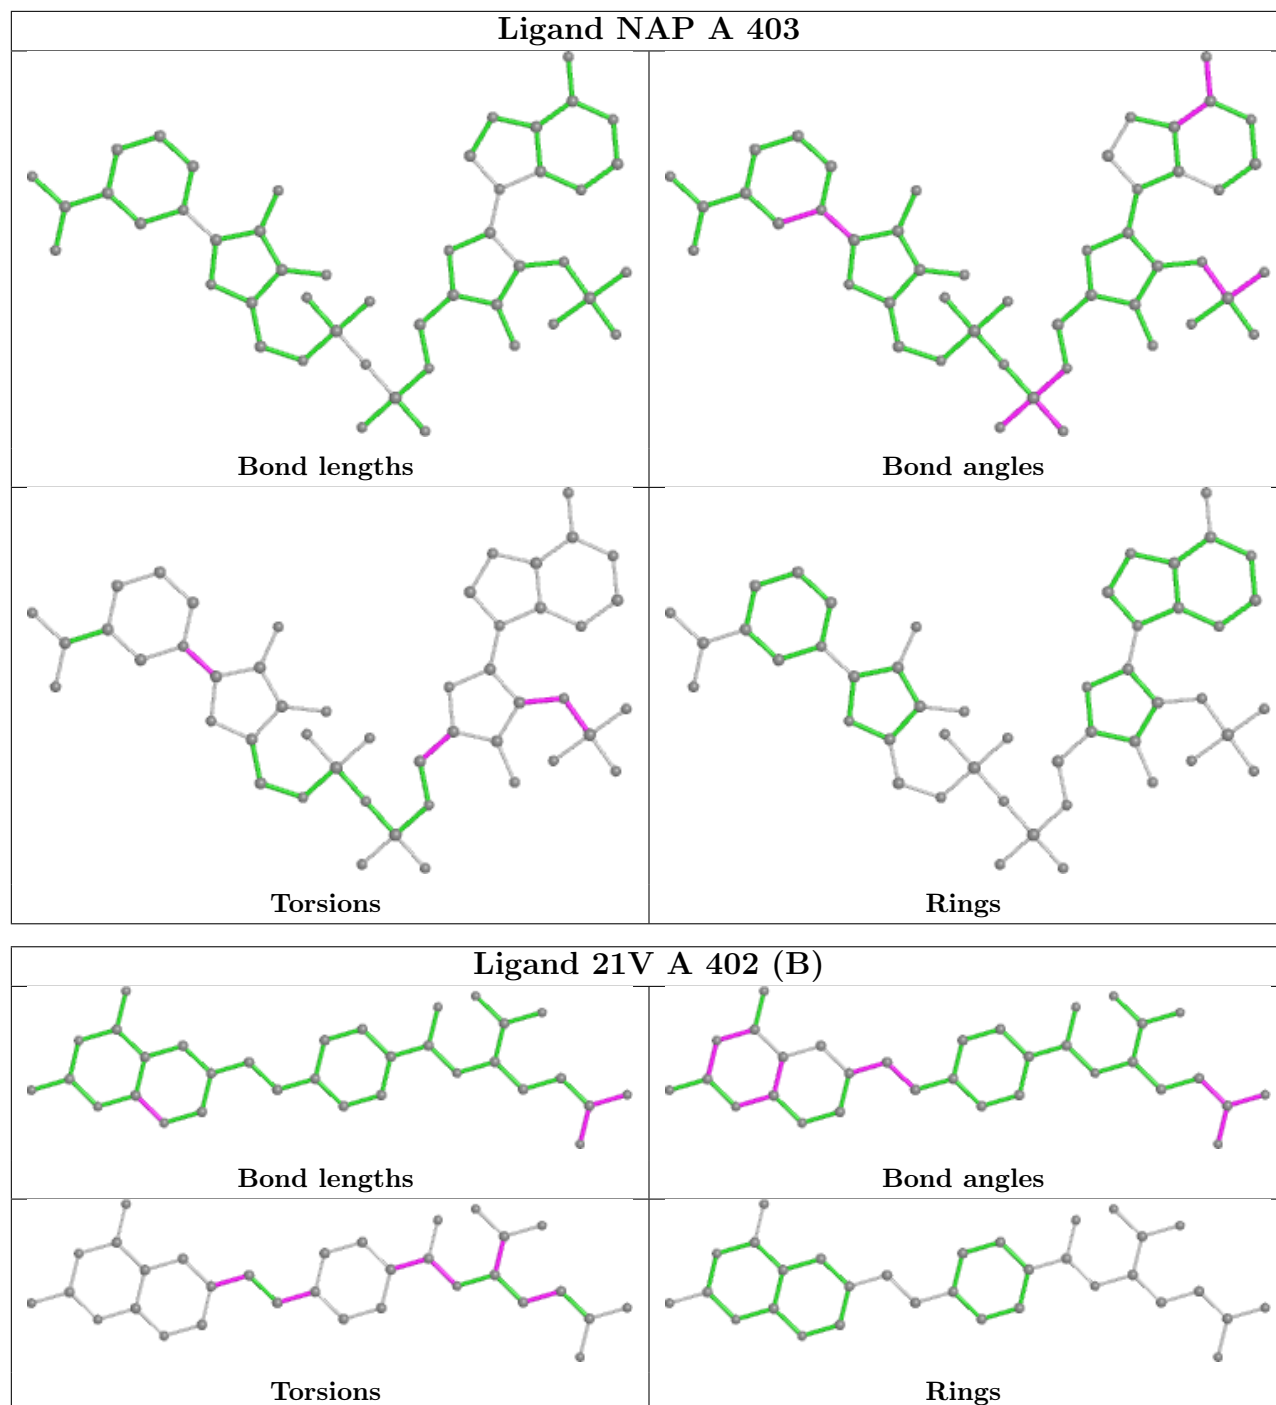 Ligand NAP A 403
Bond lengths
Bond angles
Torsions
Rings
Ligand 21V A 402 (B)
Bond lengths
Bond angles
Torsions
Rings